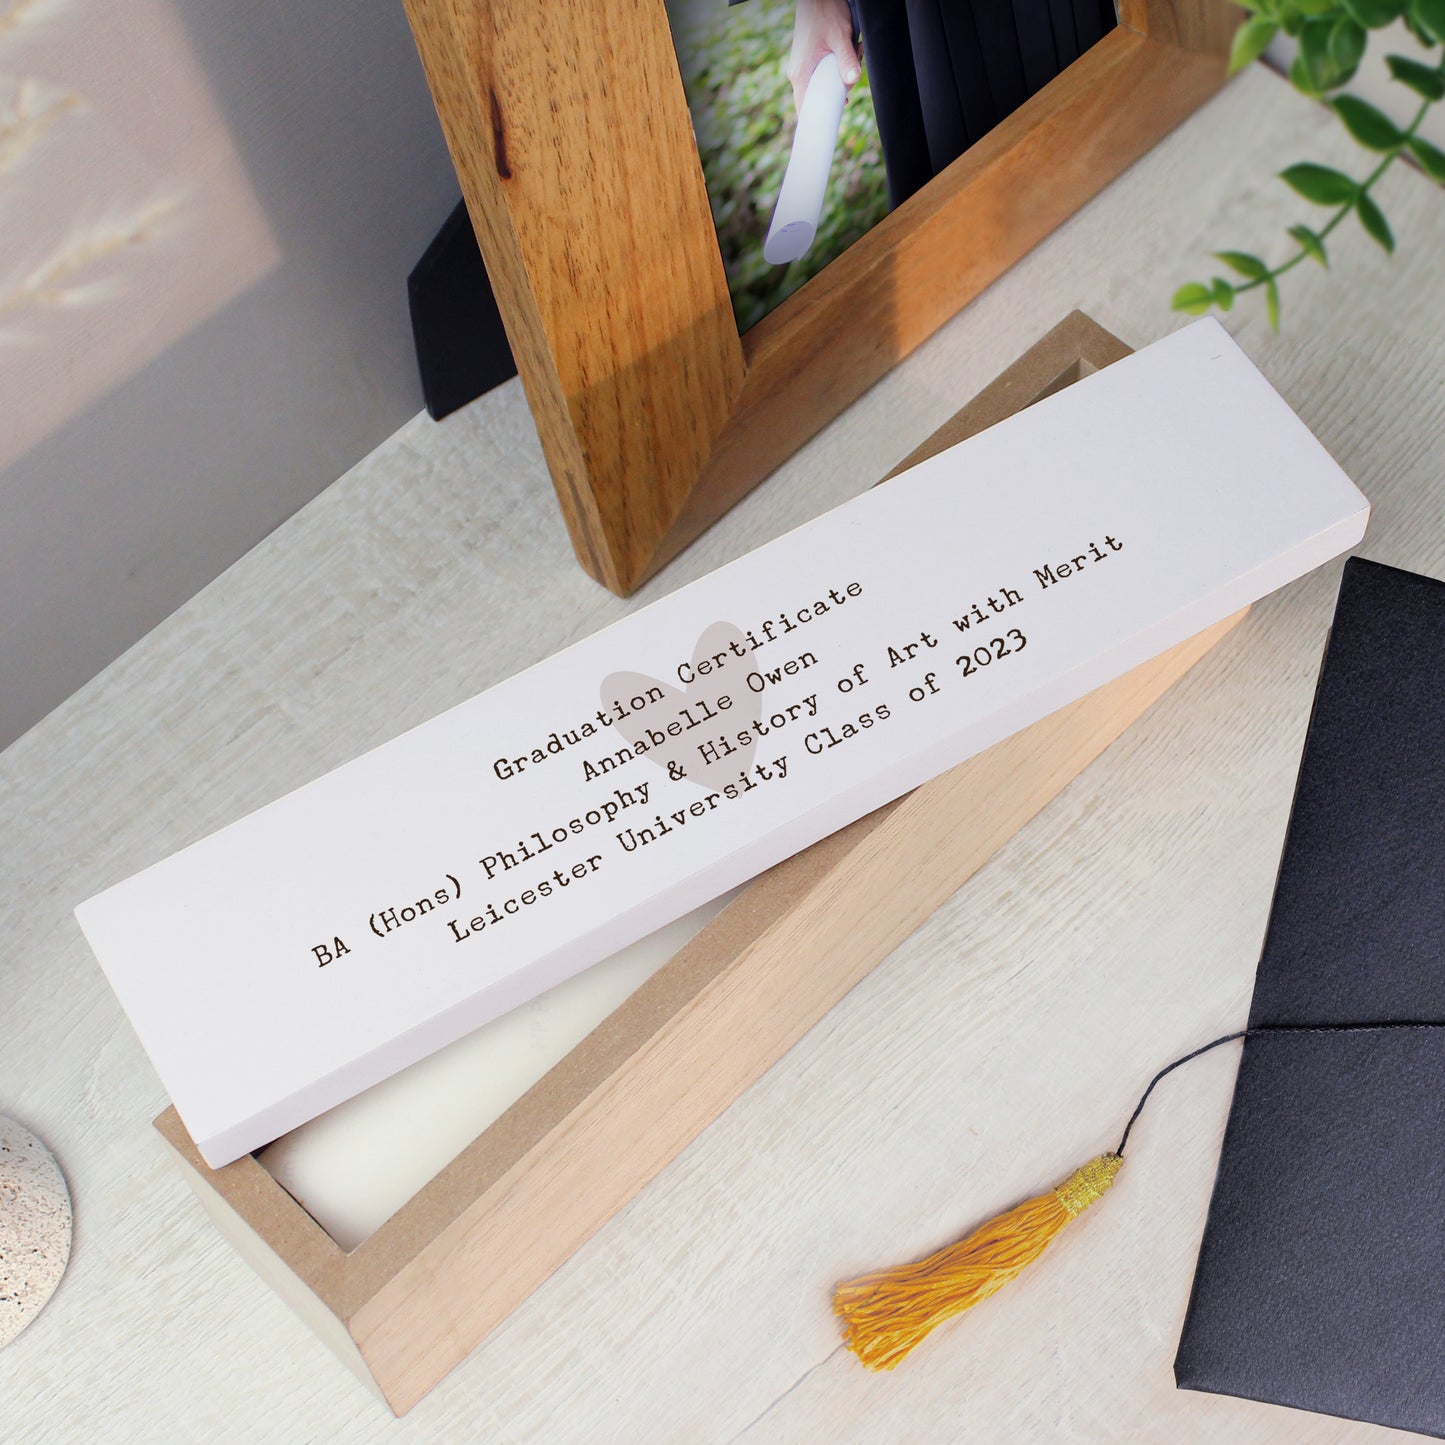 Graduation Certificate
Annabelle Owen
BA (Hons) Philosophy & History of Art with Merit
Leicester University Class of 2023